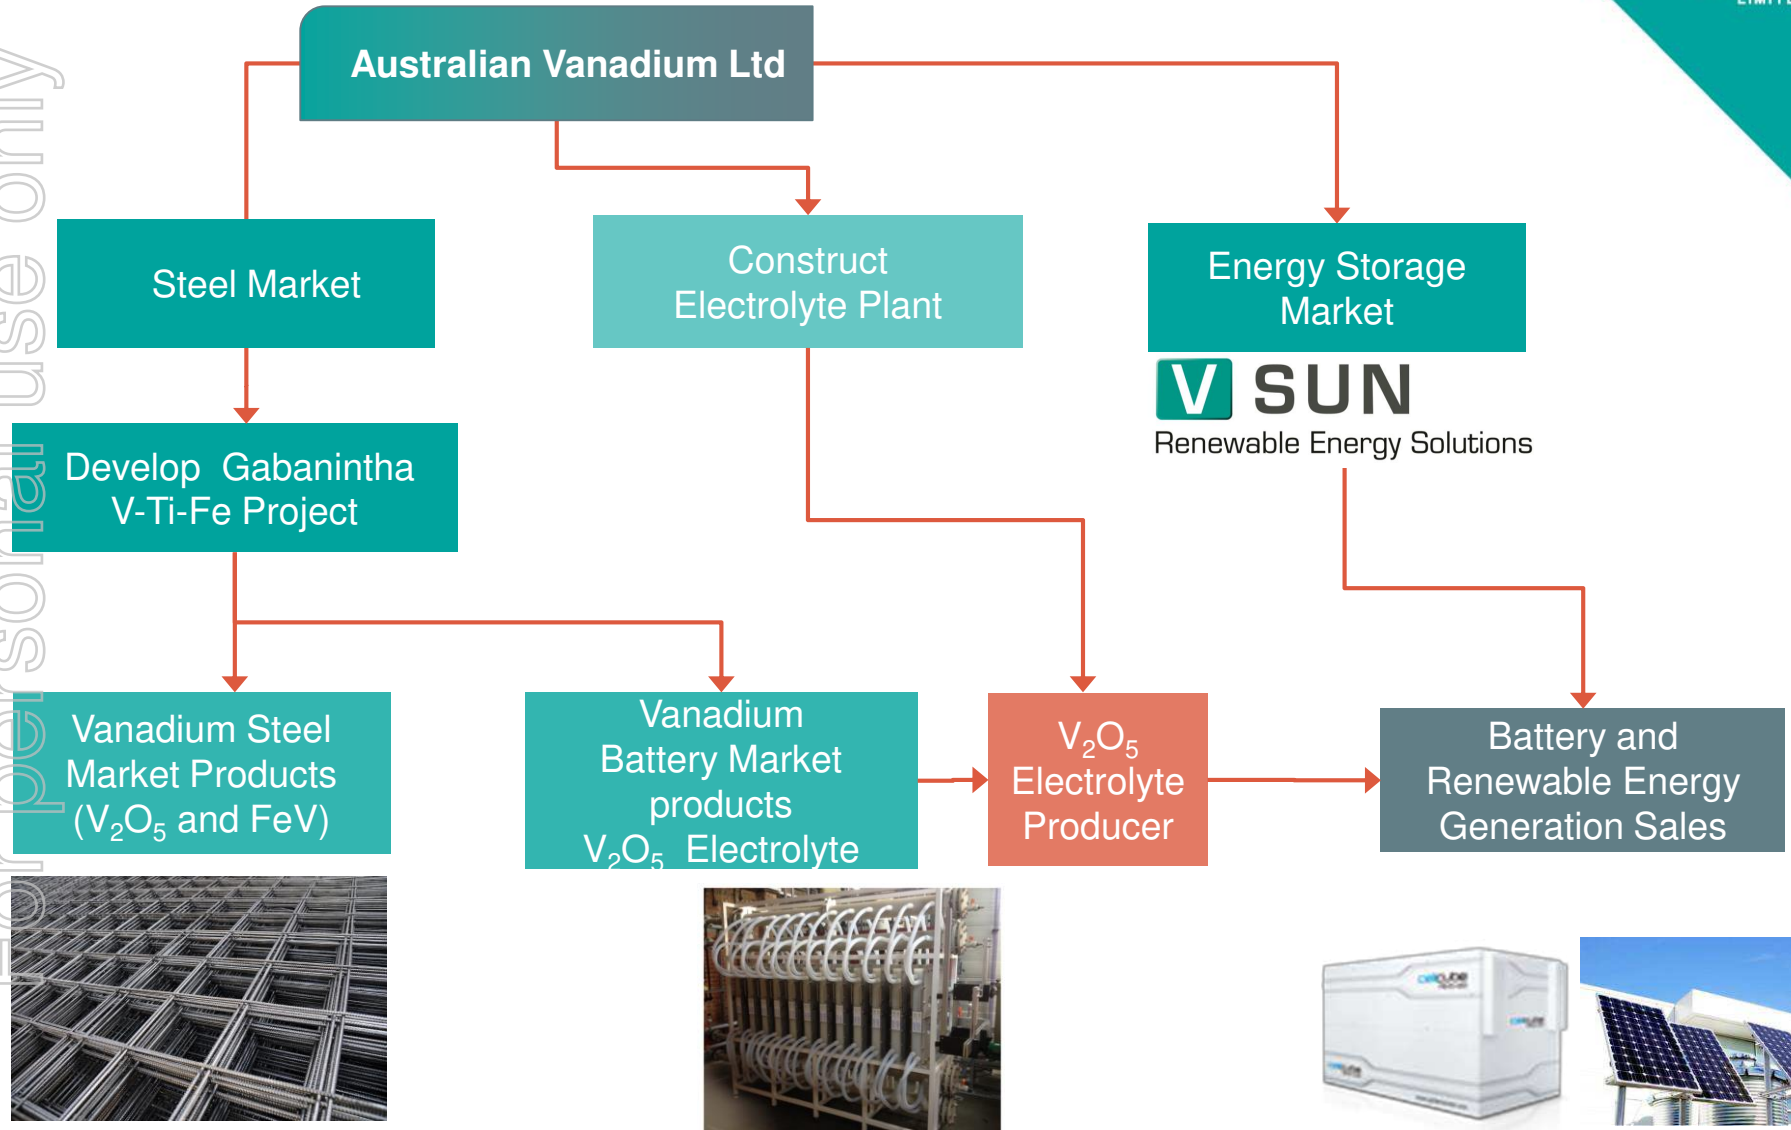 LIMITED
Australian Vanadium Ltd
Steel Market
Construct
Electrolyte Plant
Energy Storage
Market
V SUN
Renewable Energy Solutions
Develop Gabanintha
V-Ti-Fe Project
Vanadium Steel
Market Products
(V₂O₅ and FeV)
Vanadium
Battery Market
products
V₂O₅ Electrolyte
V₂O₅
Electrolyte
Producer
Battery and
Renewable Energy
Generation Sales
cellcube
For personal use only